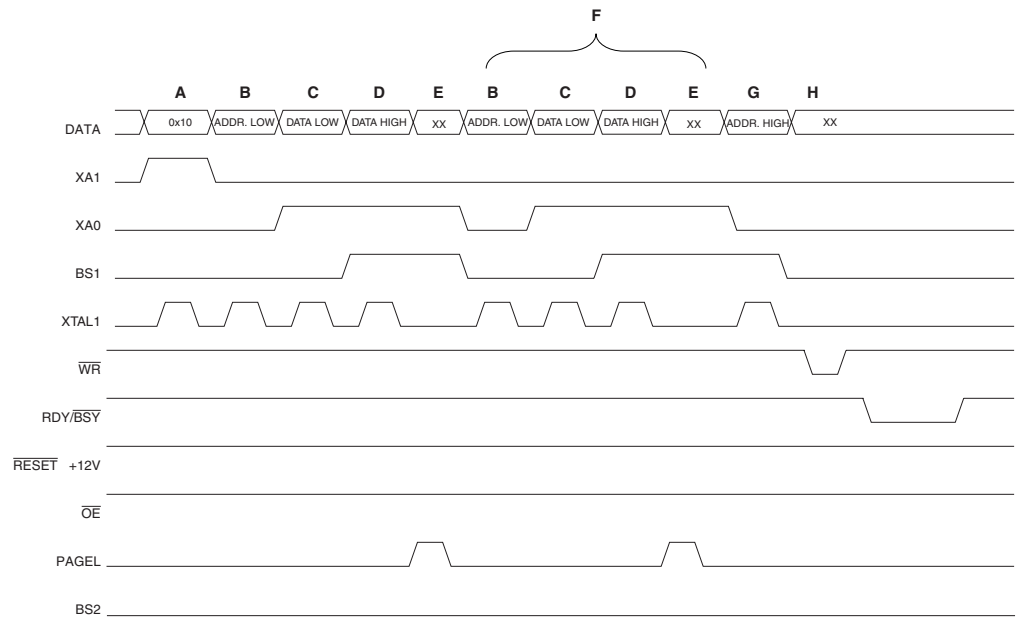 F
A B C D E B C D E G H
DATA 0x10 ADDR. LOW DATA LOW DATA HIGH XX ADDR. LOW DATA LOW DATA HIGH XX ADDR. HIGH XX
XA1
XA0
BS1
XTAL1
WR
RDY/BSY
RESET +12V
OE
PAGEL
BS2